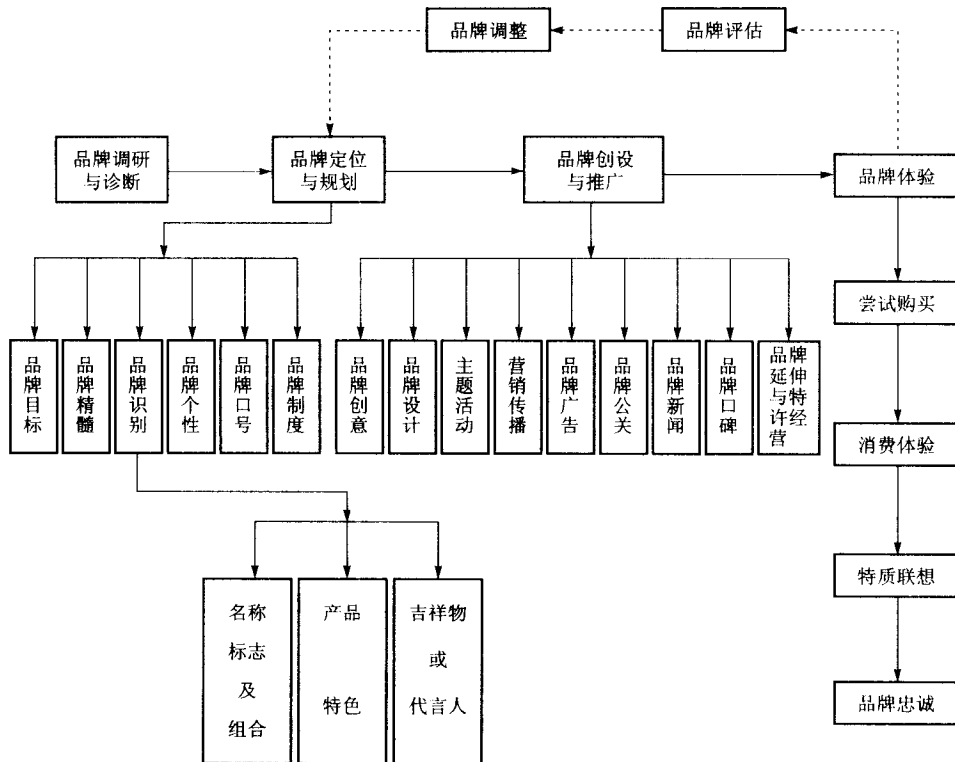 品牌调整
品牌评估
品牌调研
与诊断
品牌定位
与规划
品牌创设
与推广
品牌体验
尝试购买
品牌目标
品牌精髓
品牌识别
品牌个性
品牌口号
品牌制度
品牌创意
品牌设计
主题活动
营销传播
品牌广告
品牌公关
品牌新闻
品牌口碑
品牌
延伸
与特
许经
营
消费体验
特质联想
名称
标志
及
组合
产品
特色
吉祥物
或
代言人
品牌忠诚